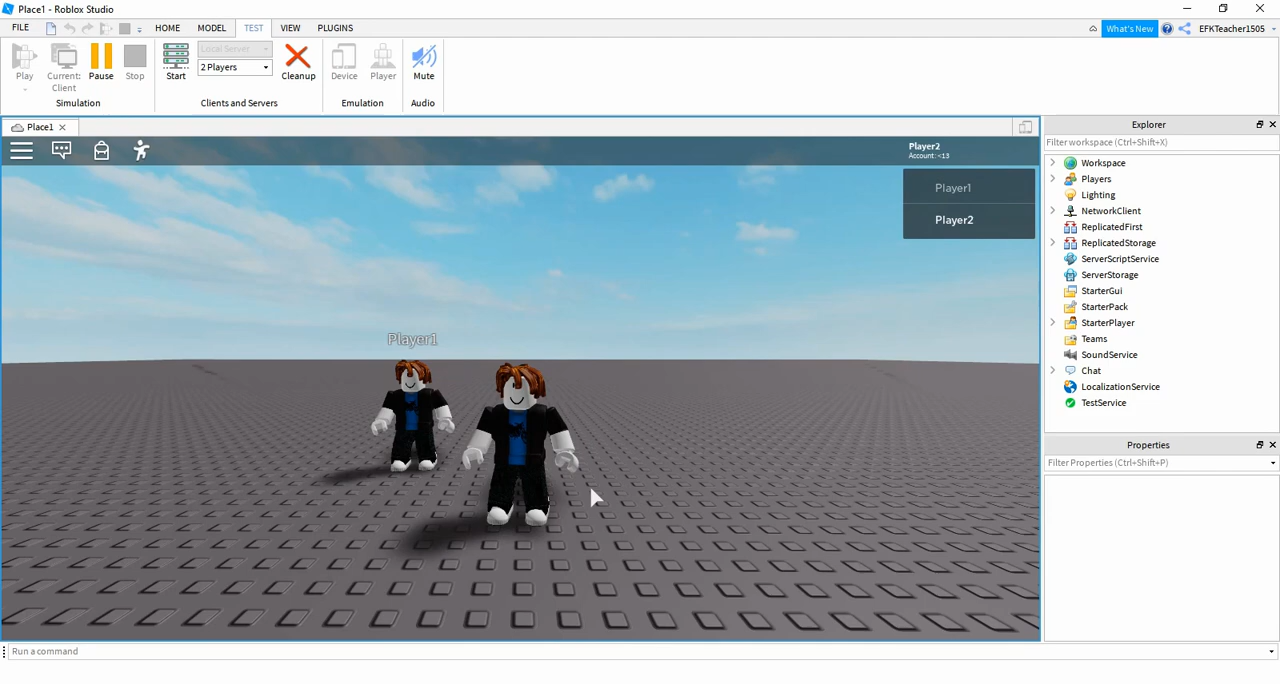 Place1 - Roblox Studio
FILE HOME MODEL TEST VIEW PLUGINS What's New EFKTeacher1505
Local Server
2 Players
Play Current: Client Pause Stop Start Cleanup Device Player Mute
Simulation Clients and Servers Emulation Audio
Place1
Player2
Account: <13
Player1
Player2
Player1
Explorer
Filter workspace (Ctrl+Shift+X)
Workspace
Players
Lighting
NetworkClient
ReplicatedFirst
ReplicatedStorage
ServerScriptService
ServerStorage
StarterGui
StarterPack
StarterPlayer
Teams
SoundService
Chat
LocalizationService
TestService
Properties
Filter Properties (Ctrl+Shift+P)
Run a command